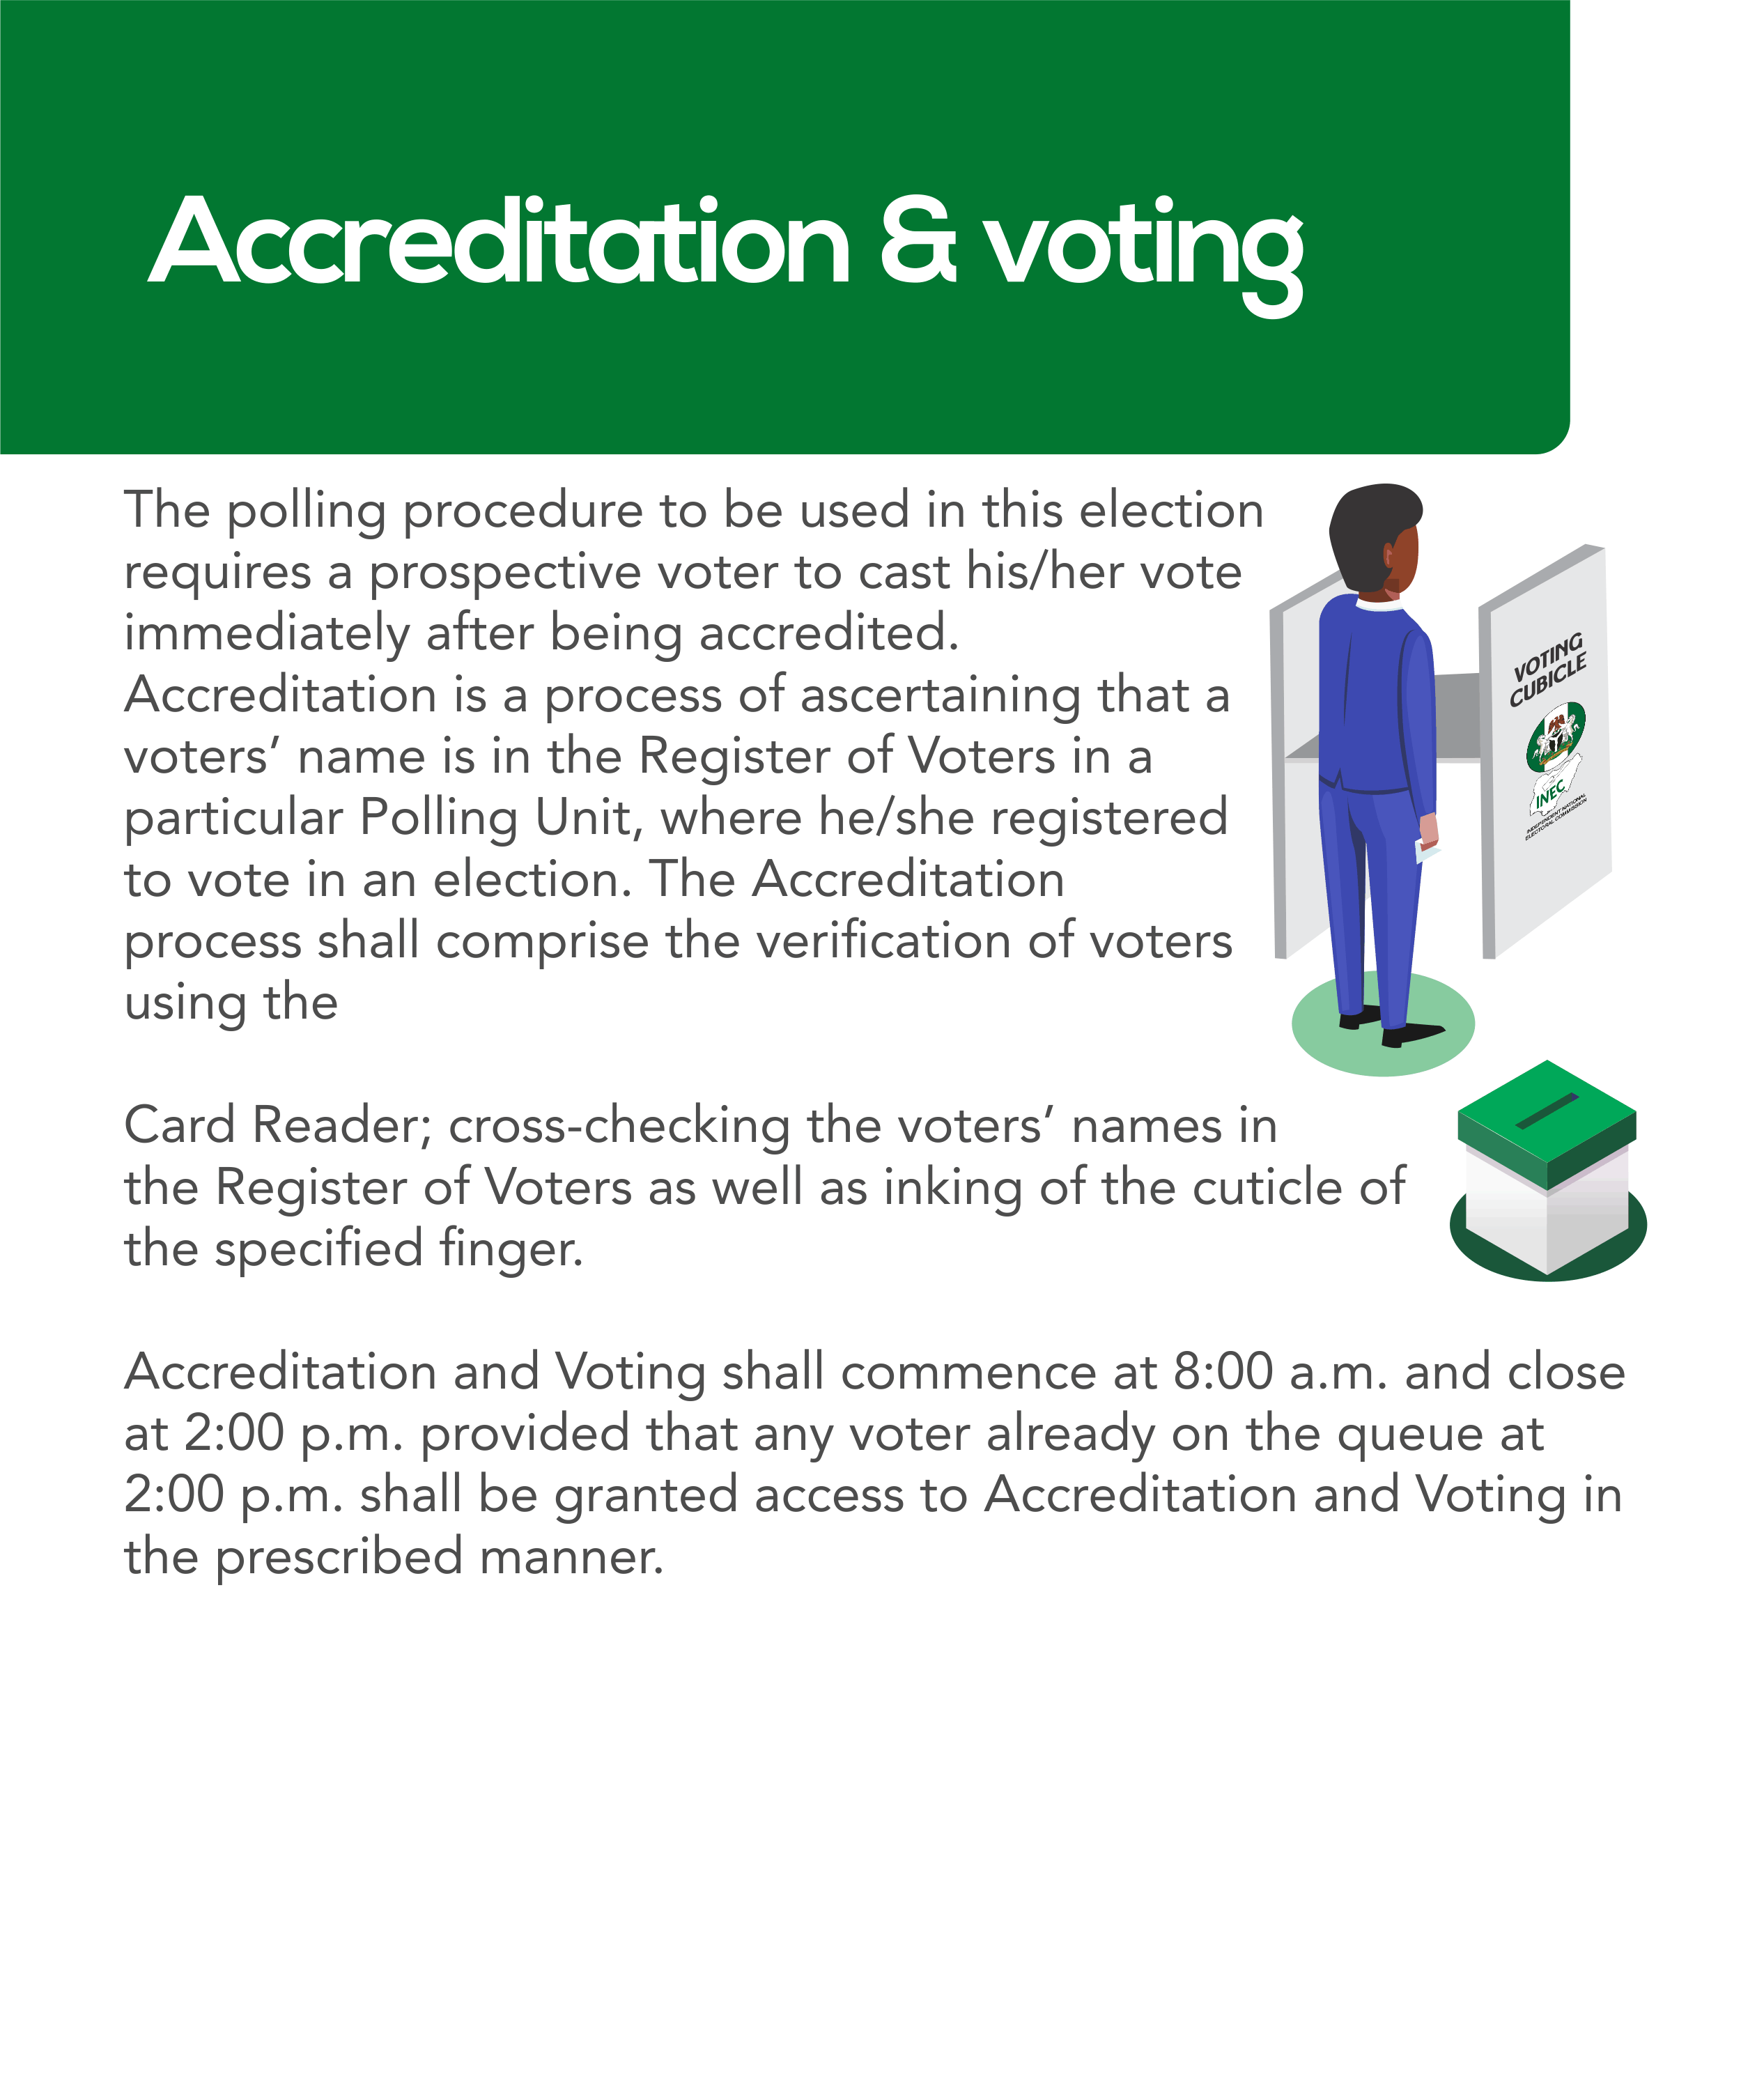 Accreditation & voting
The polling procedure to be used in this election
requires a prospective voter to cast his/her vote
immediately after being accredited.
Accreditation is a process of ascertaining that a
voters’ name is in the Register of Voters in a
particular Polling Unit, where he/she registered
to vote in an election. The Accreditation
process shall comprise the verification of voters
using the
Card Reader; cross-checking the voters’ names in
the Register of Voters as well as inking of the cuticle of
the specified finger.
Accreditation and Voting shall commence at 8:00 a.m. and close
at 2:00 p.m. provided that any voter already on the queue at
2:00 p.m. shall be granted access to Accreditation and Voting in
the prescribed manner.
VOTING
CUBICLE
INEC
INDEPENDENT NATIONAL
ELECTORAL COMMISSION